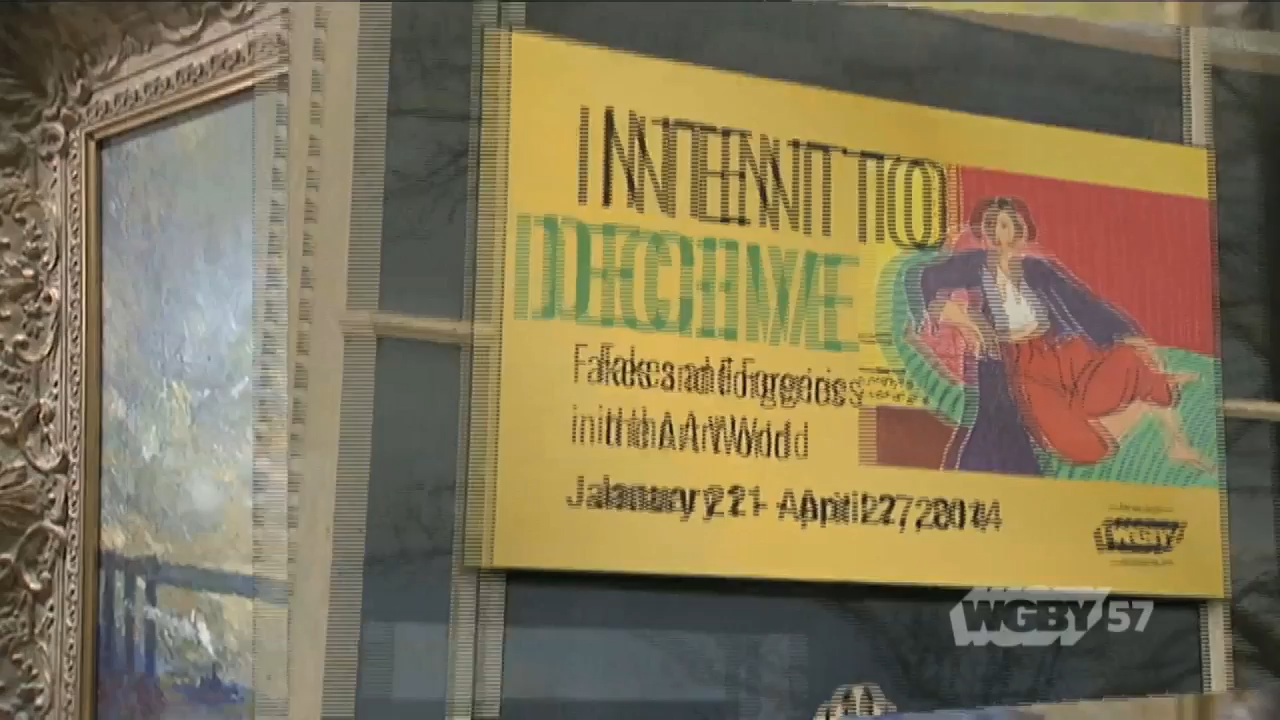 INTENT TO
DECEIVE
Fakes and Forgeries
in the Art World
January 21 - April 27, 2014
WGBY
WGBY 57